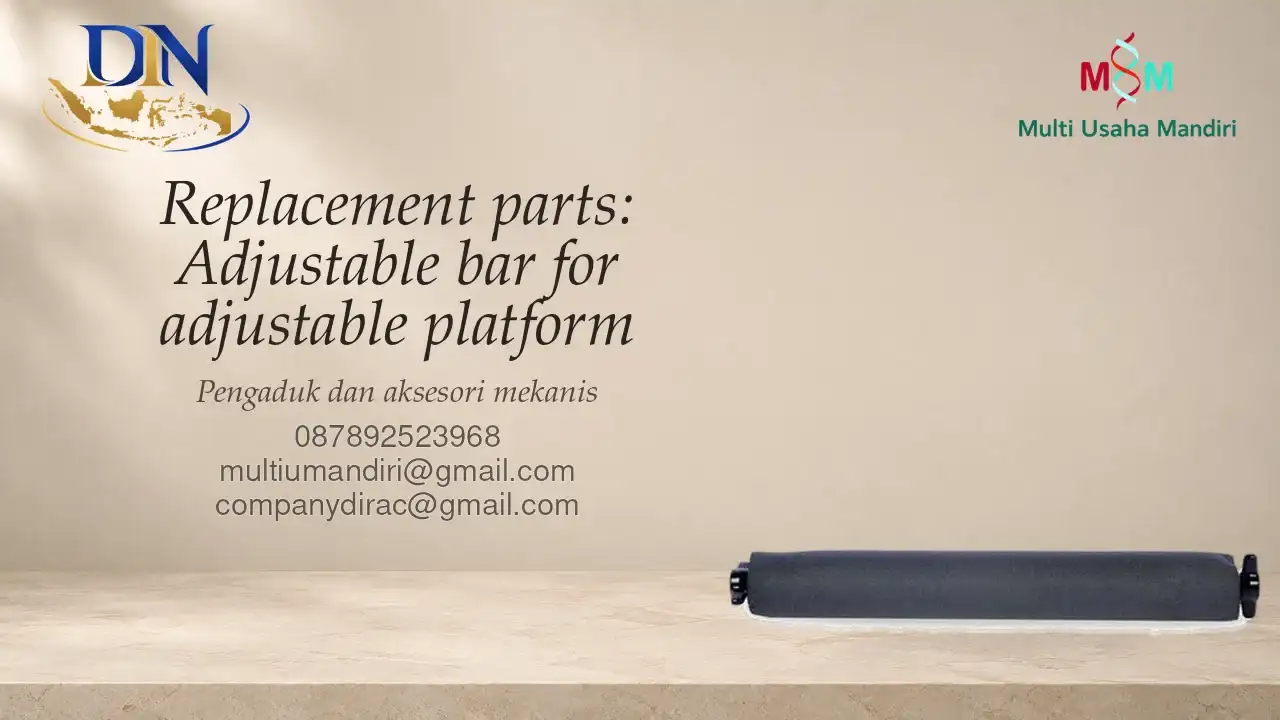 DIN
M M
Multi Usaha Mandiri
Replacement parts:
Adjustable bar for
adjustable platform
Pengaduk dan aksesori mekanis
087892523968
multiumandiri@gmail.com
companydirac@gmail.com